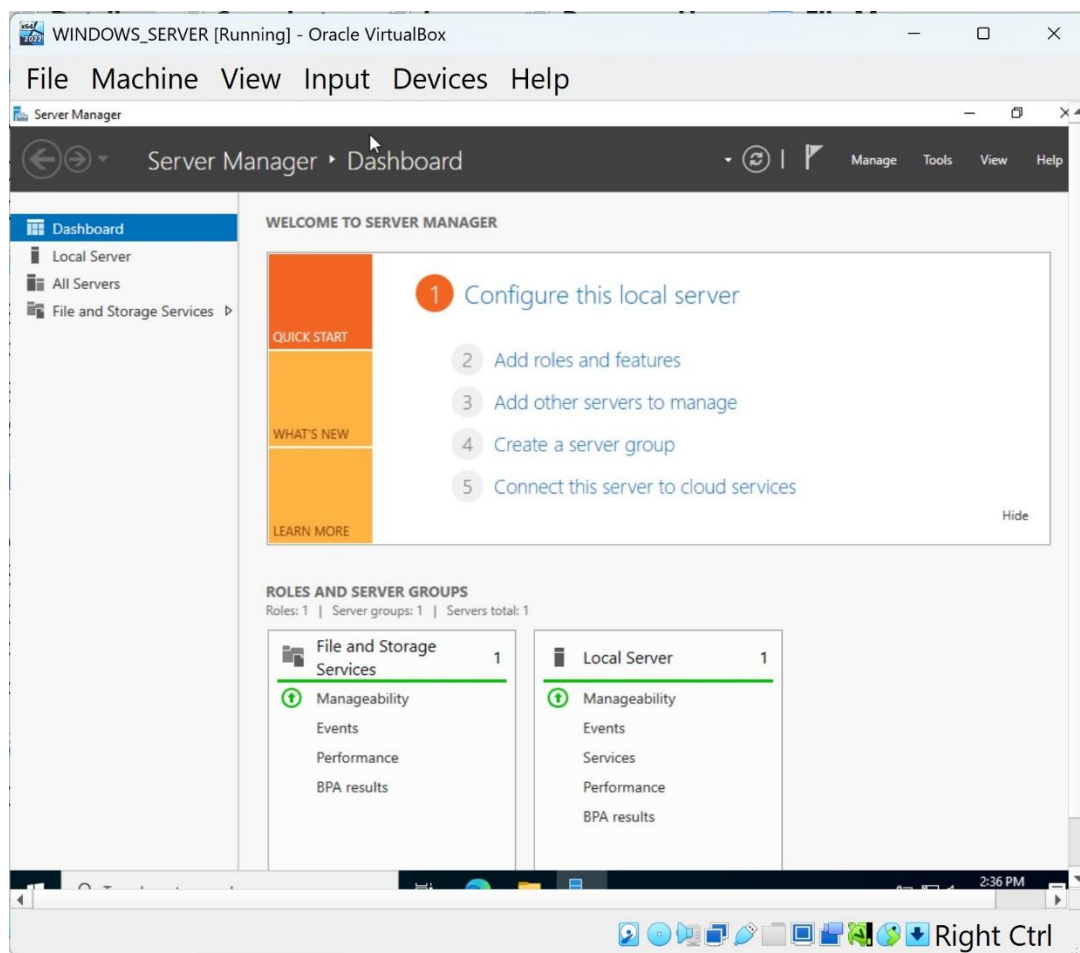 WINDOWS_SERVER [Running] - Oracle VirtualBox
File Machine View Input Devices Help
Server Manager
Server Manager ‣ Dashboard
Manage Tools View Help
Dashboard
Local Server
All Servers
File and Storage Services
WELCOME TO SERVER MANAGER
QUICK START
WHAT'S NEW
LEARN MORE
1 Configure this local server
2 Add roles and features
3 Add other servers to manage
4 Create a server group
5 Connect this server to cloud services
Hide
ROLES AND SERVER GROUPS
Roles: 1 | Server groups: 1 | Servers total: 1
File and Storage
Services 1
Manageability
Events
Performance
BPA results
Local Server 1
Manageability
Events
Services
Performance
BPA results
2:36 PM
Right Ctrl